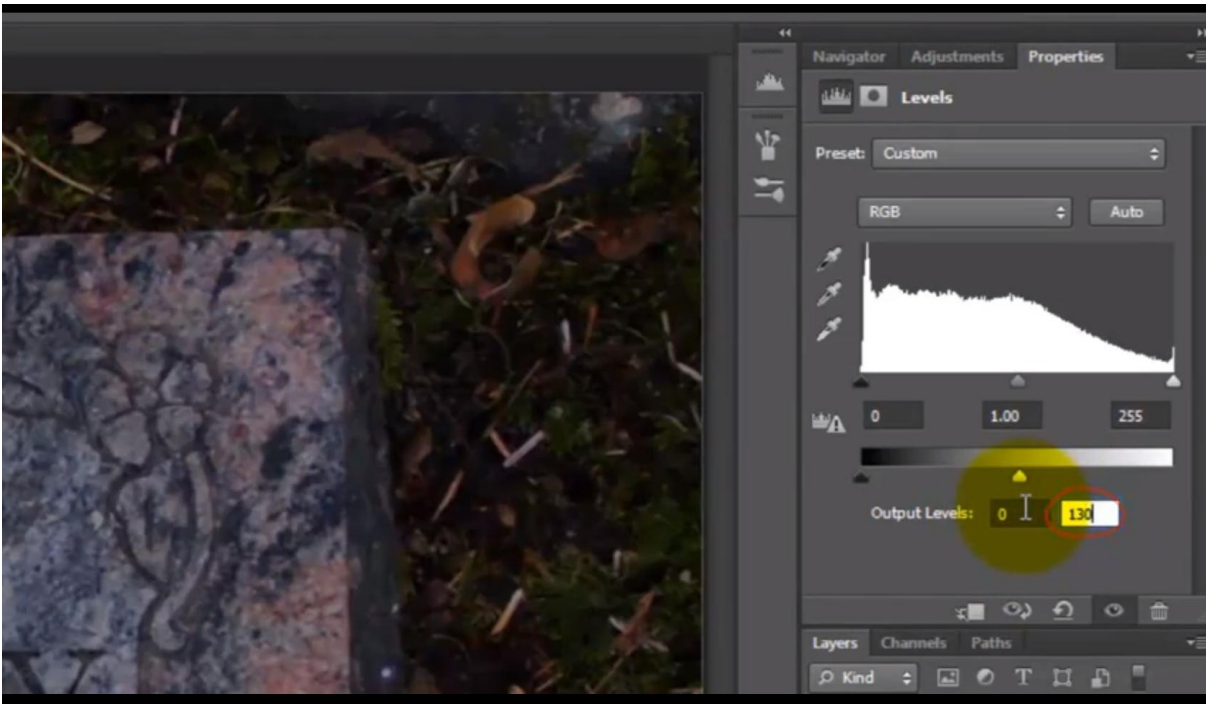 Navigator Adjustments Properties
Levels
Preset: Custom
RGB Auto
0 1.00 255
Output Levels: 0 130
Layers Channels Paths
Kind T